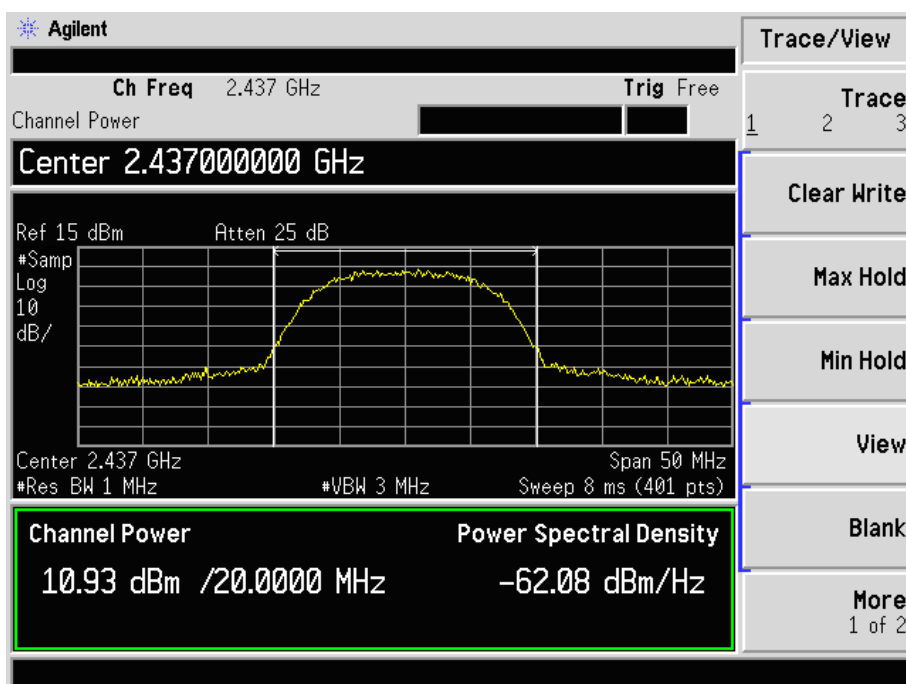 Agilent
Trace/View
Ch Freq 2.437 GHz Trig Free
Channel Power
Trace
1 2 3
Center 2.437000000 GHz
Clear Write
Ref 15 dBm Atten 25 dB
#Samp
Log
10
dB/
Max Hold
Min Hold
View
Center 2.437 GHz Span 50 MHz
#Res BW 1 MHz #VBW 3 MHz Sweep 8 ms (401 pts)
Blank
Channel Power Power Spectral Density
10.93 dBm /20.0000 MHz -62.08 dBm/Hz
More
1 of 2